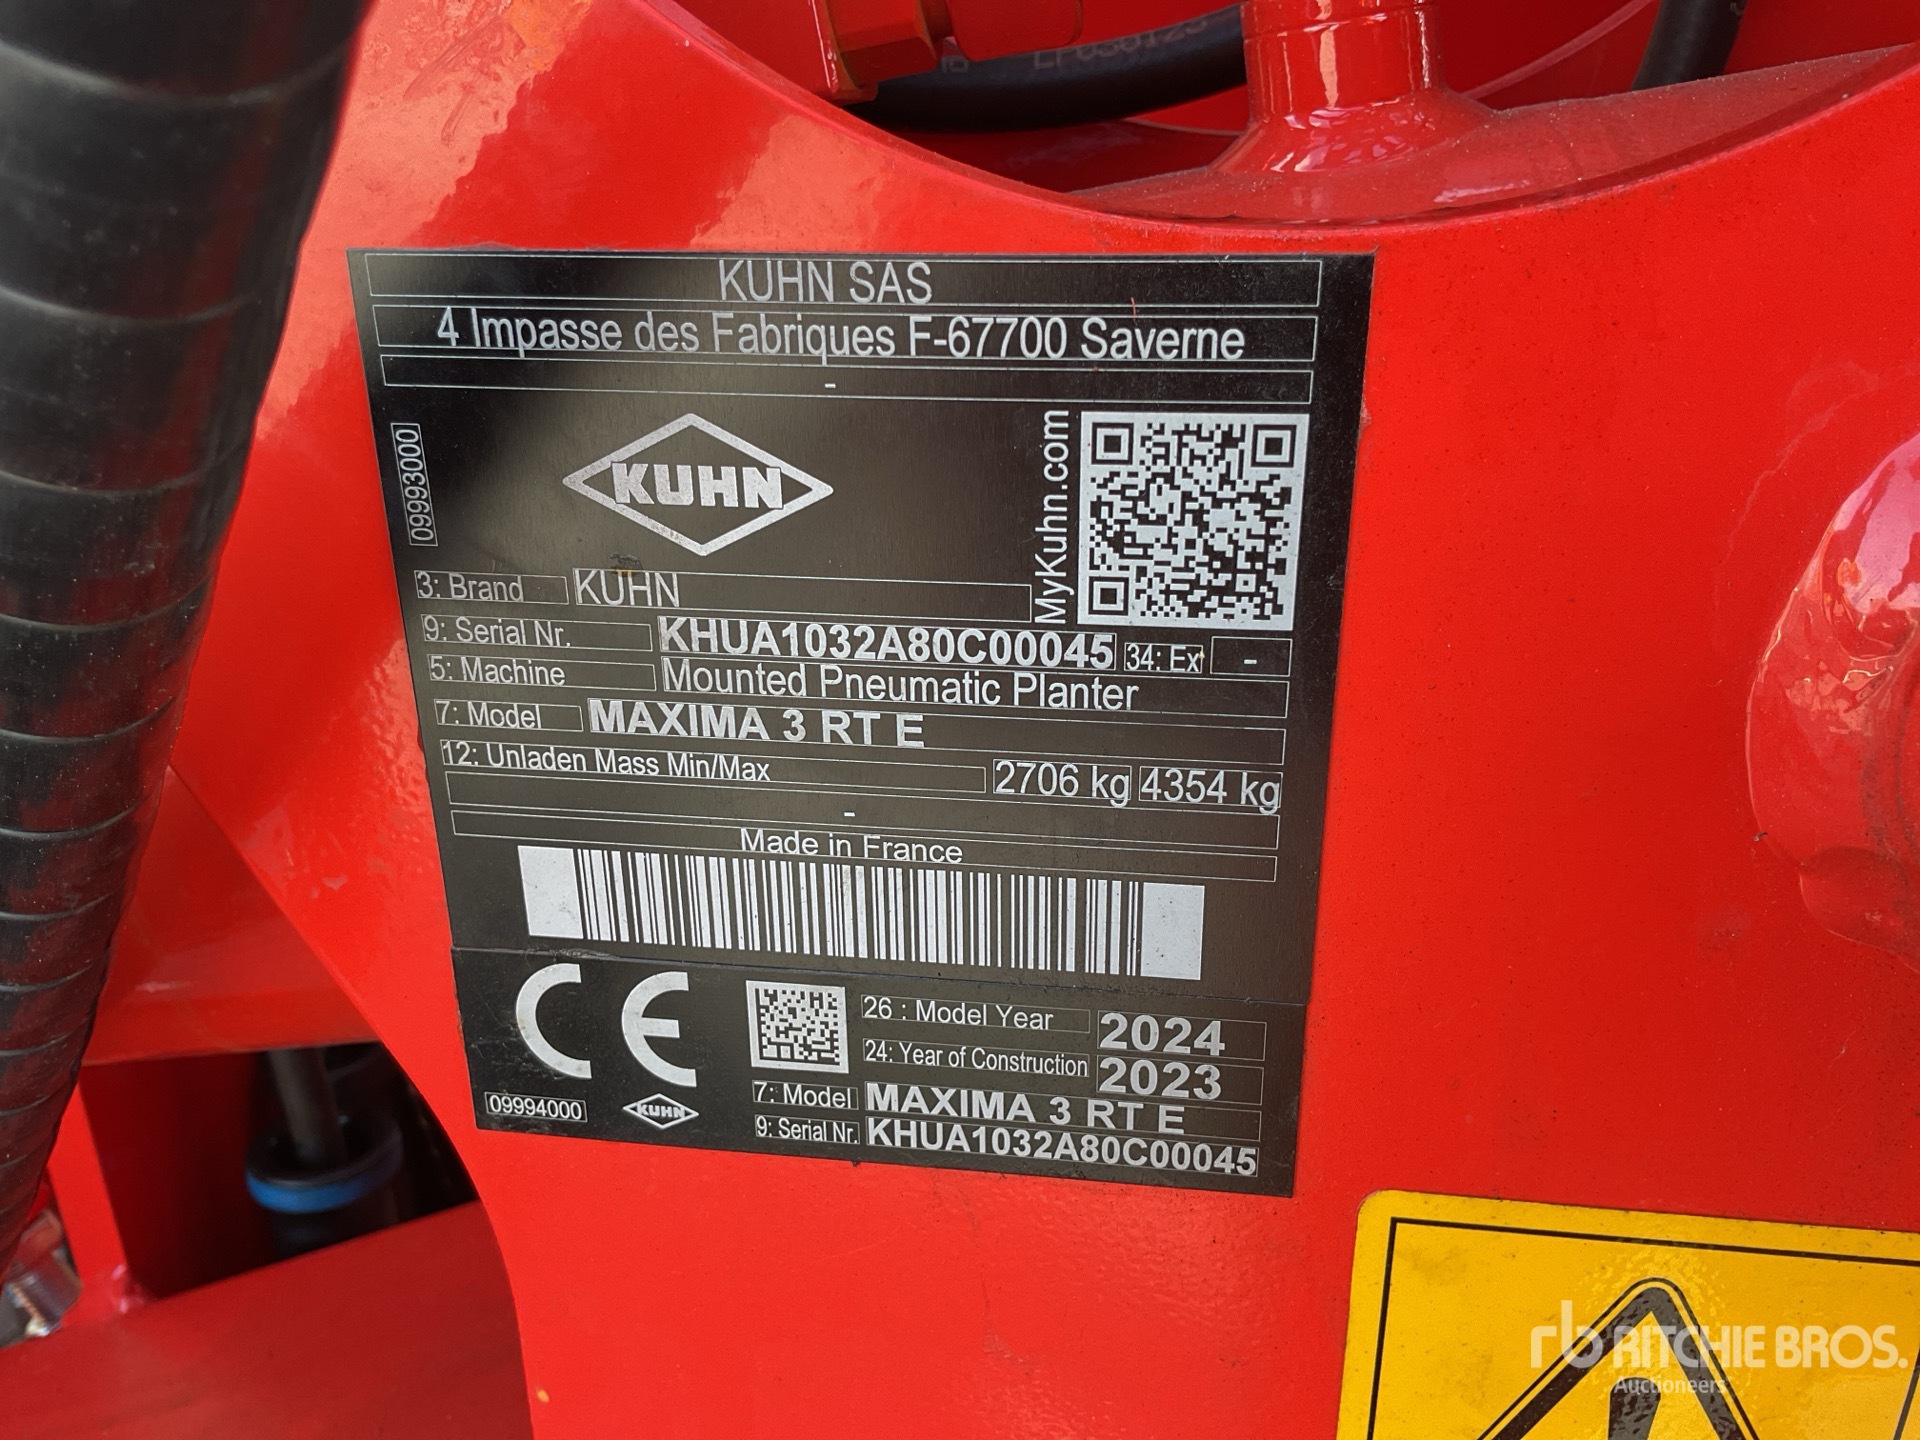 KUHN SAS
4 Impasse des Fabriques F-67700 Saverne
-
09993000
KUHN
MyKuhn.com
3: Brand KUHN
9: Serial Nr. KHUA1032A80C00045 34: Ex -
5: Machine Mounted Pneumatic Planter
7: Model MAXIMA 3 RT E
12: Unladen Mass Min/Max 2706 kg 4354 kg
-
Made in France
CE
26 : Model Year 2024
24: Year of Construction 2023
7: Model MAXIMA 3 RT E
9: Serial Nr. KHUA1032A80C00045
09994000 KUHN
rb RITCHIE BROS.
Auctioneers